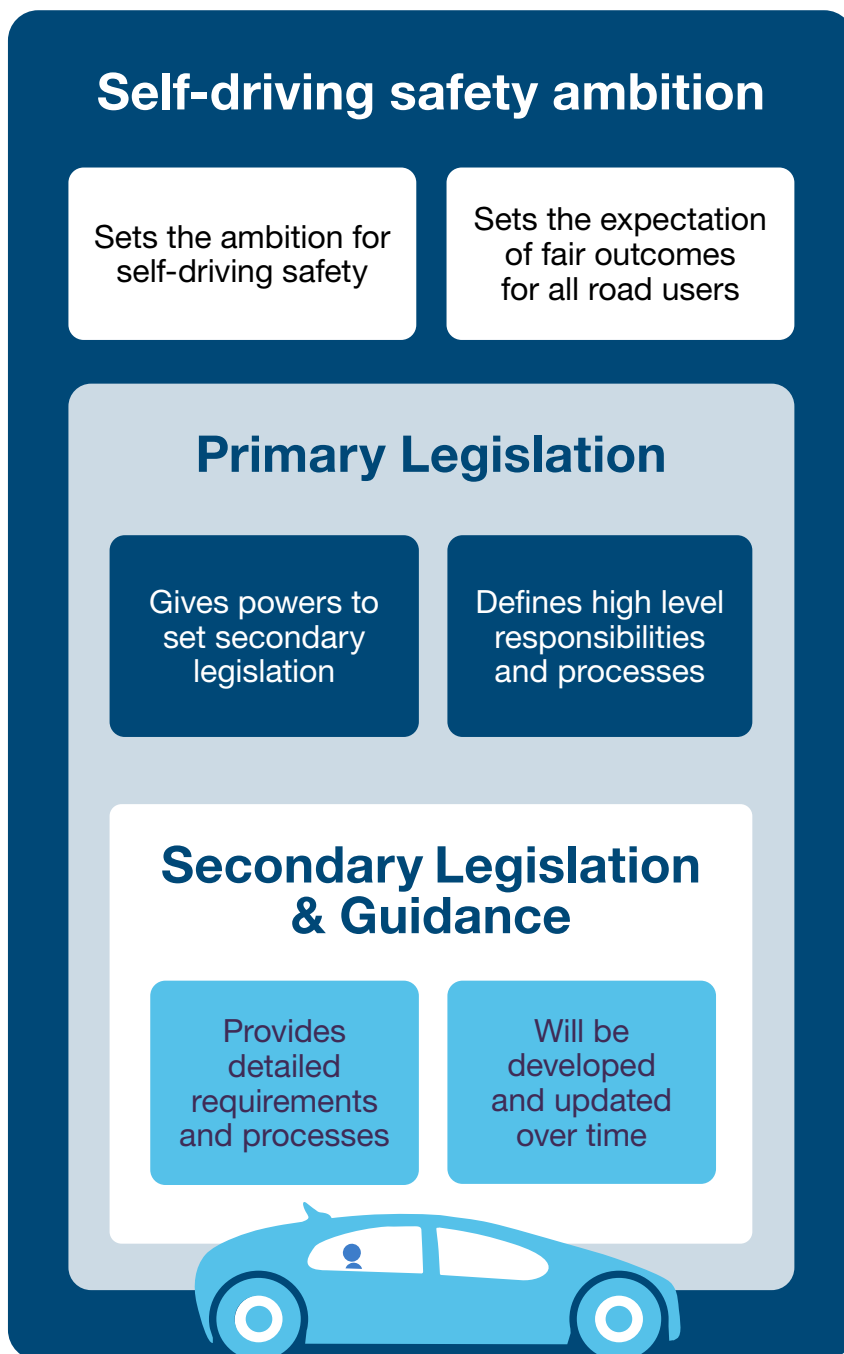 Self-driving safety ambition
Sets the ambition for
self-driving safety
Sets the expectation
of fair outcomes
for all road users
Primary Legislation
Gives powers to
set secondary
legislation
Defines high level
responsibilities
and processes
Secondary Legislation
& Guidance
Provides
detailed
requirements
and processes
Will be
developed
and updated
over time